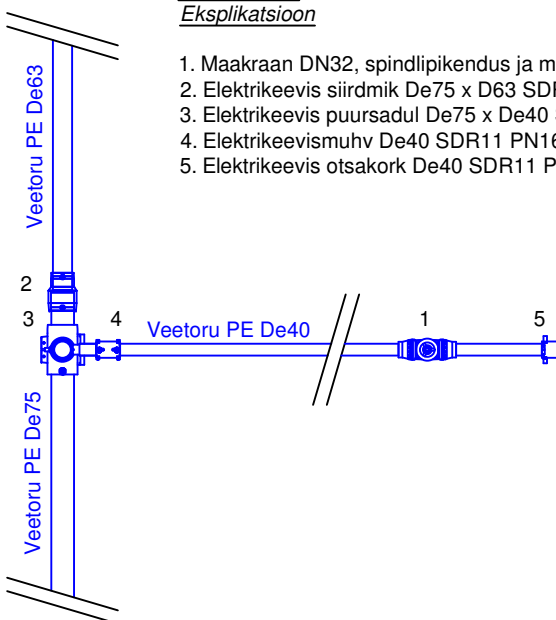 Eksplikatsioon
1. Maakraan DN32, spindlipikendus ja
2. Elektrikeevis siirdmik De75 x D63
3. Elektrikeevis puursadul De75 x De40
4. Elektrikeevismuhv De40 SDR11
5. Elektrikeevis otsakork De40 SDR11
Veetoru PE De63
2
3
4
Veetoru PE De40
1
5
Veetoru PE De75